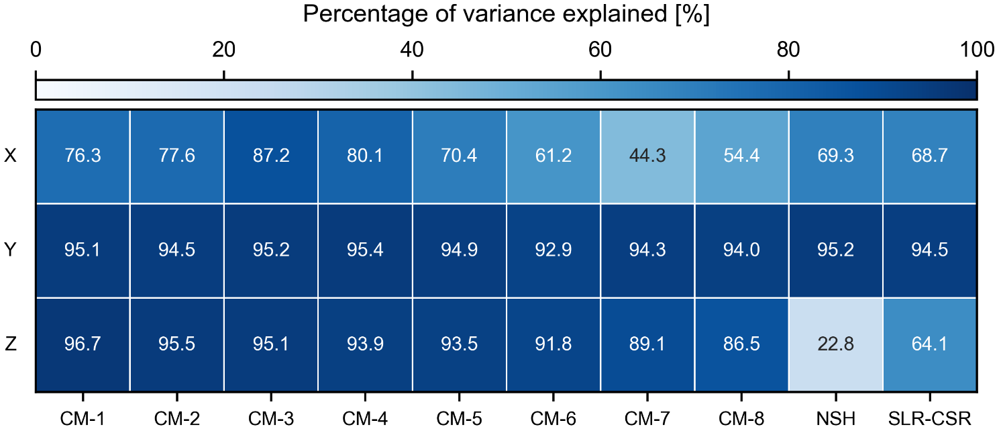 Percentage of variance explained [%]
0 20 40 60 80 100
X 76.3 77.6 87.2 80.1 70.4 61.2 44.3 54.4 69.3 68.7
Y 95.1 94.5 95.2 95.4 94.9 92.9 94.3 94.0 95.2 94.5
Z 96.7 95.5 95.1 93.9 93.5 91.8 89.1 86.5 22.8 64.1
CM-1 CM-2 CM-3 CM-4 CM-5 CM-6 CM-7 CM-8 NSH SLR-CSR